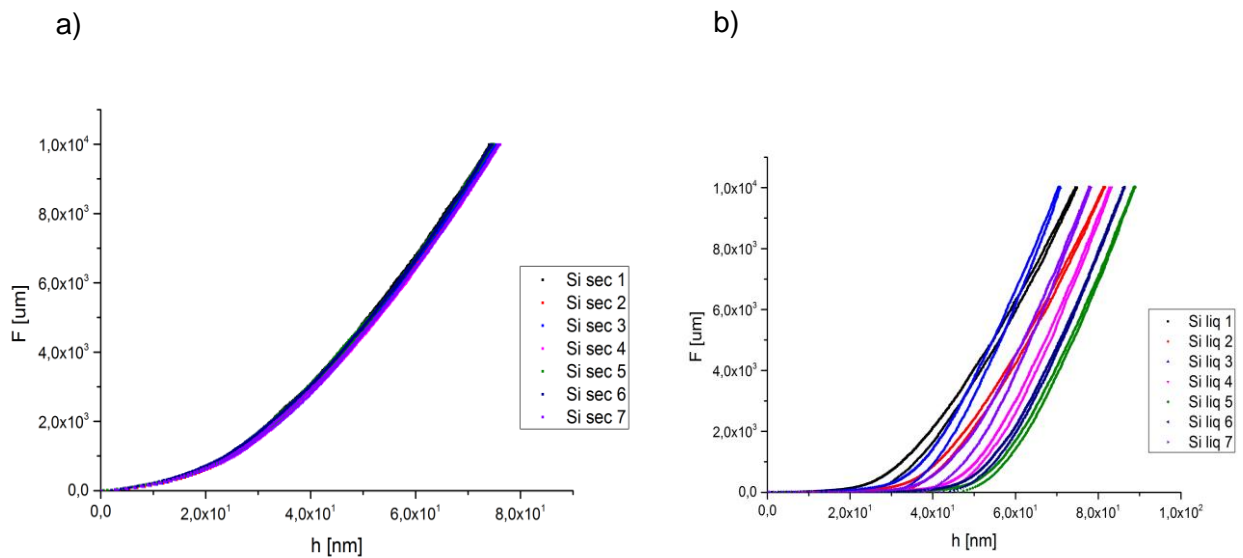 a)
F [um]
1,0x10⁴
8,0x10³
6,0x10³
4,0x10³
2,0x10³
0,0
0,0
2,0x10¹
4,0x10¹
6,0x10¹
8,0x10¹
h [nm]
Si sec 1
Si sec 2
Si sec 3
Si sec 4
Si sec 5
Si sec 6
Si sec 7
b)
F [um]
1,0x10⁴
8,0x10³
6,0x10³
4,0x10³
2,0x10³
0,0
0,0
2,0x10¹
4,0x10¹
6,0x10¹
8,0x10¹
1,0x10²
h [nm]
Si liq 1
Si liq 2
Si liq 3
Si liq 4
Si liq 5
Si liq 6
Si liq 7